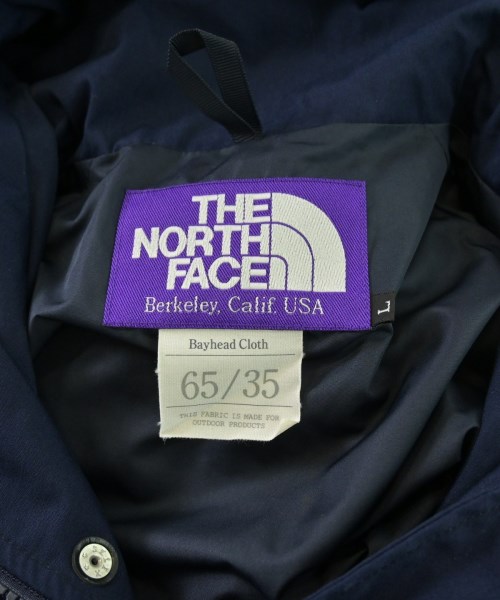 THE
NORTH
FACE
Berkeley, Calif. USA
L
Bayhead Cloth
65/35
THIS FABRIC IS MADE FOR
OUTDOOR PRODUCTS